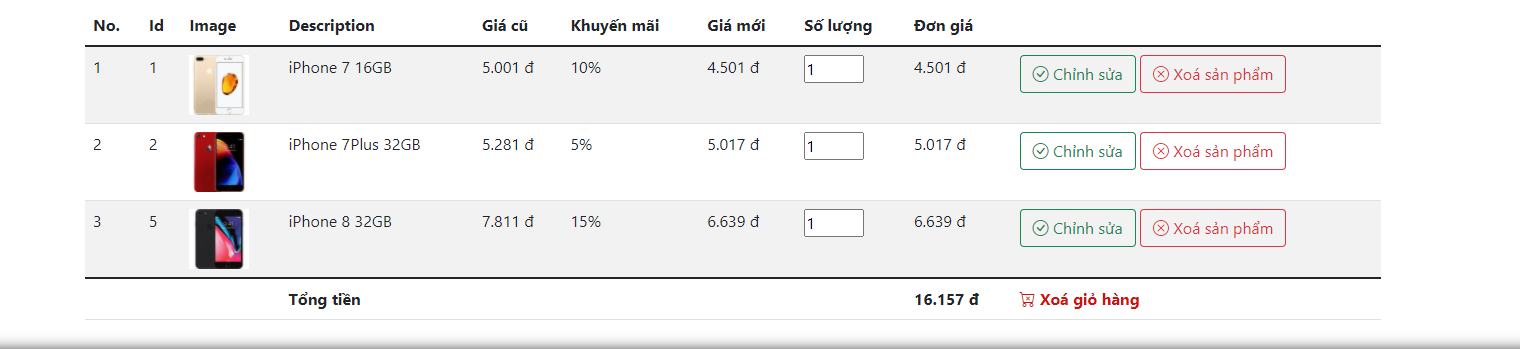 No. Id Image Description Giá cũ Khuyến mãi Giá mới Số lượng Đơn giá
1 1 iPhone 7 16GB 5.001 đ 10% 4.501 đ 1 4.501 đ Chỉnh sửa Xoá sản phẩm
2 2 iPhone 7Plus 32GB 5.281 đ 5% 5.017 đ 1 5.017 đ Chỉnh sửa Xoá sản phẩm
3 5 iPhone 8 32GB 7.811 đ 15% 6.639 đ 1 6.639 đ Chỉnh sửa Xoá sản phẩm
Tổng tiền 16.157 đ Xoá giỏ hàng